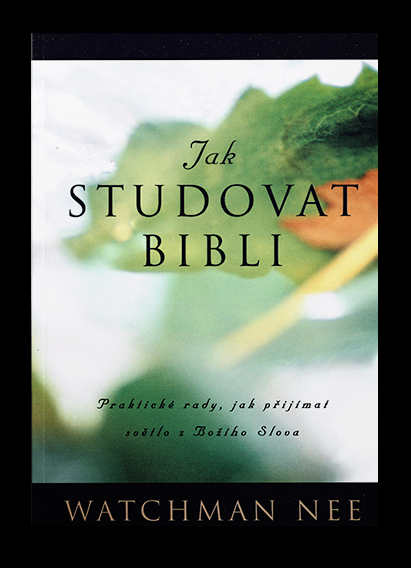 Jak
STUDOVAT
BIBLI
Praktické rady, jak přijímat
světlo z Božího Slova
WATCHMAN NEE